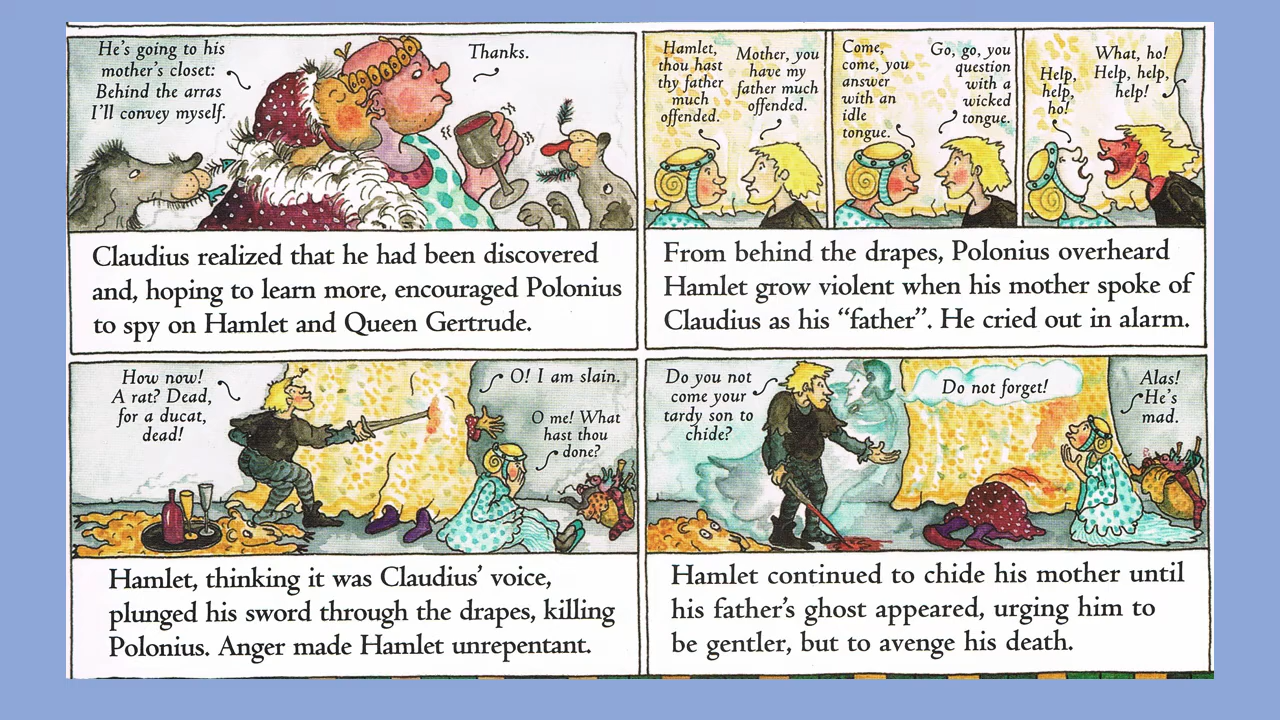 He's going to his
mother's closet:
Behind the arras
I'll convey myself.
Thanks.
Claudius realized that he had been discovered
and, hoping to learn more, encouraged Polonius
to spy on Hamlet and Queen Gertrude.
Hamlet,
thou hast
thy father
much
offended.
Mother, you
have my
father much
offended.
Come,
come, you
answer
with an
idle
tongue.
Go, go, you
question
with a
wicked
tongue.
Help,
help,
ho!
What, ho!
Help, help,
help!
From behind the drapes, Polonius overheard
Hamlet grow violent when his mother spoke of
Claudius as his “father”. He cried out in alarm.
How now!
A rat? Dead,
for a ducat,
dead!
O! I am slain.
O me! What
hast thou
done?
Hamlet, thinking it was Claudius' voice,
plunged his sword through the drapes, killing
Polonius. Anger made Hamlet unrepentant.
Do you not
come your
tardy son to
chide?
Do not forget!
Alas!
He's
mad.
Hamlet continued to chide his mother until
his father's ghost appeared, urging him to
be gentler, but to avenge his death.